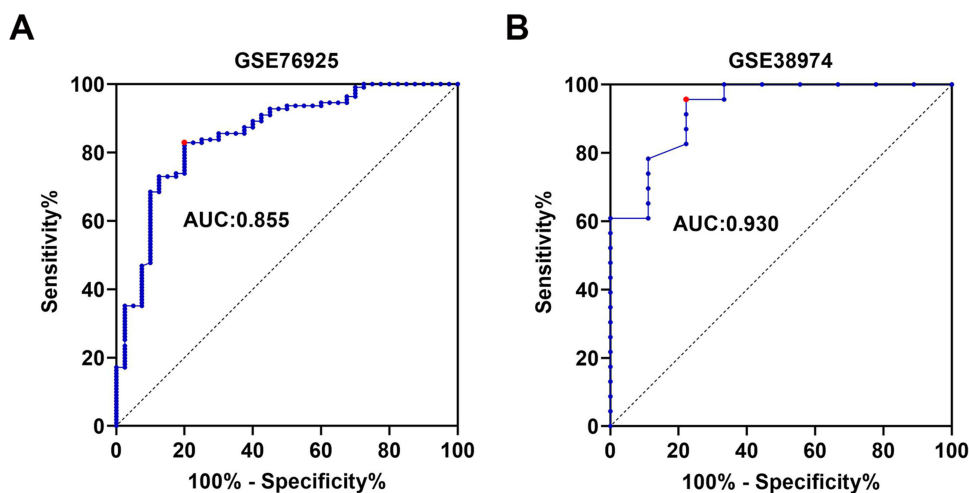 A
GSE76925
100
80
60
40
20
0
Sensitivity%
AUC:0.855
0 20 40 60 80 100
100% - Specificity%
B
GSE38974
100
80
60
40
20
0
Sensitivity%
AUC:0.930
0 20 40 60 80 100
100% - Specificity%